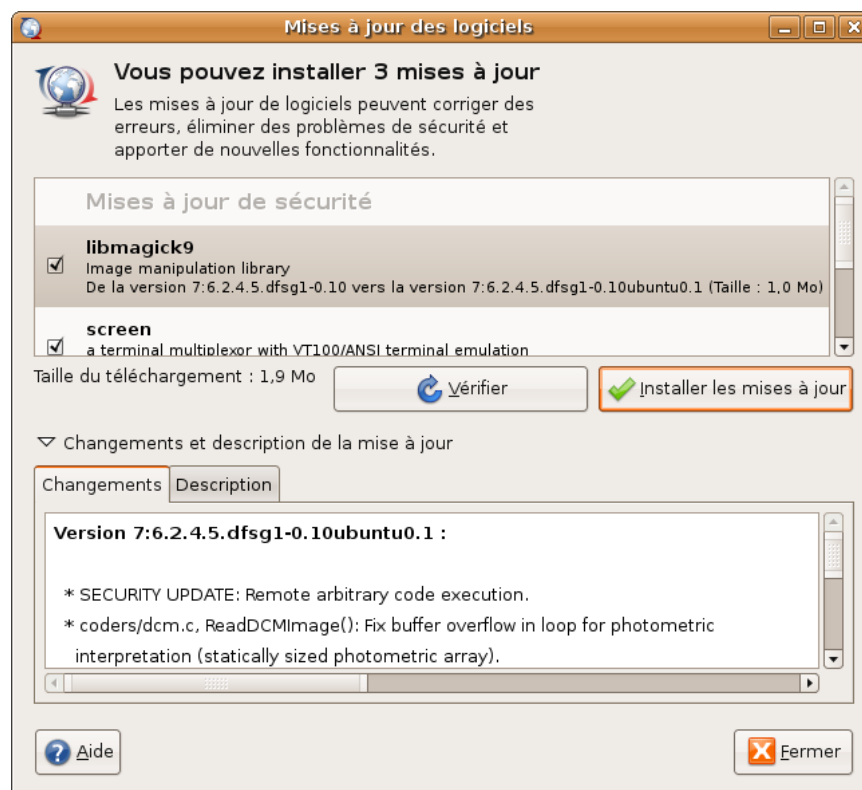 Mises à jour des logiciels
Vous pouvez installer 3 mises à jour
Les mises à jour de logiciels peuvent corriger des
erreurs, éliminer des problèmes de sécurité et
apporter de nouvelles fonctionnalités.
Mises à jour de sécurité
libmagick9
Image manipulation library
De la version 7:6.2.4.5.dfsg1-0.10 vers la version 7:6.2.4.5.dfsg1-0.10ubuntu0.1 (Taille : 1,0 Mo)
screen
a terminal multiplexor with VT100/ANSI terminal emulation
Taille du téléchargement : 1,9 Mo
Vérifier
Installer les mises à jour
Changements et description de la mise à jour
Changements
Description
Version 7:6.2.4.5.dfsg1-0.10ubuntu0.1 :
* SECURITY UPDATE: Remote arbitrary code execution.
* coders/dcm.c, ReadDCMImage(): Fix buffer overflow in loop for photometric
interpretation (statically sized photometric array).
Aide
Fermer